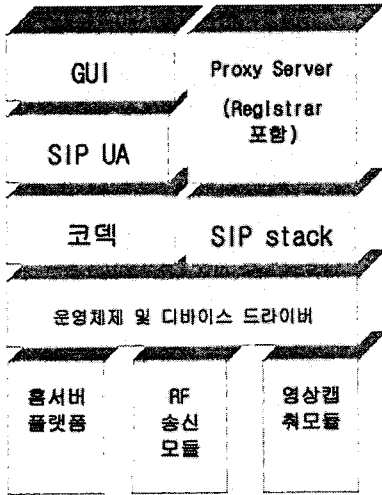 GUI
Proxy Server
(Registrar
포함)
SIP UA
코덱
SIP stack
운영체제 및 디바이스 드라이버
홈서버
플랫폼
RF
송신
모듈
영상캡
춰모듈